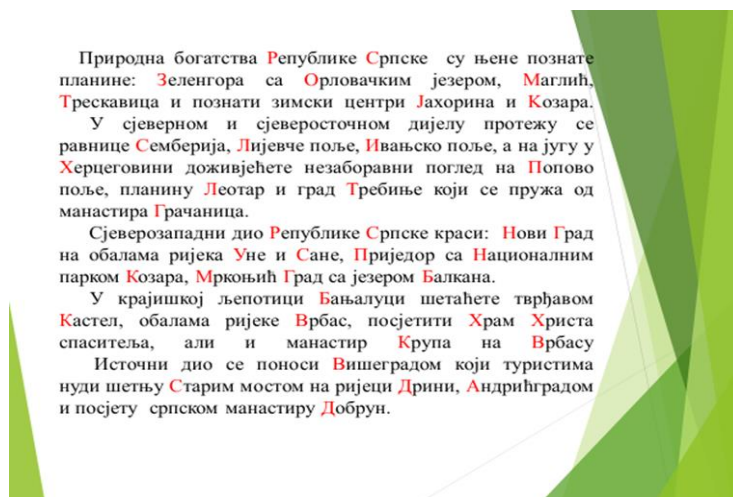 Природна богатства Републике Српске су њене познате
планине: Зеленгора са Орловачким језером, Маглић,
Трескавица и познати зимски центри Јахорина и Козара.
У сјеверном и сјеверосточном дијелу протежу се
равнице Семберија, Лијевче поље, Ивањско поље, а на југу у
Херцеговини доживјећете незаборавни поглед на Попово
поље, планину Леотар и град Требиње који се пружа од
манастира Грачаница.
Сјеверозападни дио Републике Српске краси: Нови Град
на обалама ријека Уне и Сане, Приједор са Националним
парком Козара, Мркоњић Град са језером Балкана.
У крајишкој љепотици Бањалуци шетаћете тврђавом
Кастел, обалама ријеке Врбас, посјетити Храм Христа
спаситеља, али и манастир Крупа на Врбасу
Источни дио се поноси Вишеградом који туристима
нуди шетњу Старим мостом на ријеци Дрини, Андрићградом
и посјету српском манастиру Добрун.